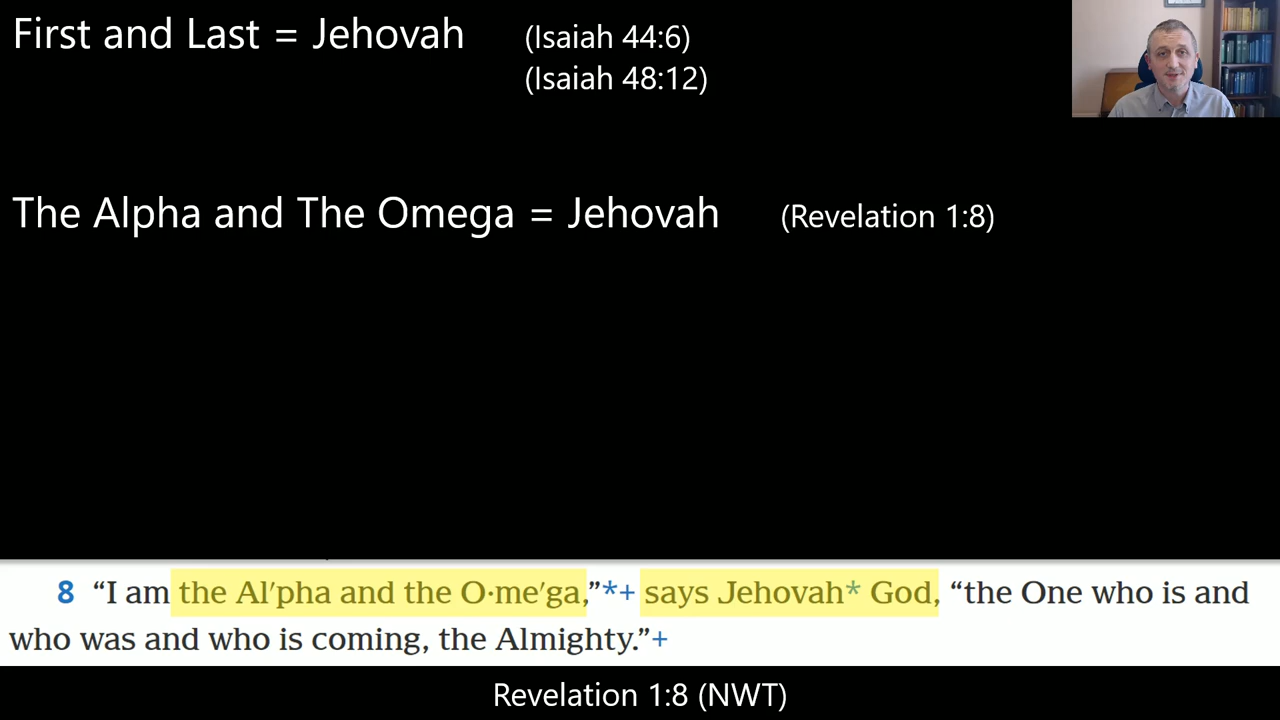 First and Last = Jehovah (Isaiah 44:6)
(Isaiah 48:12)
The Alpha and The Omega = Jehovah (Revelation 1:8)
8 “I am the Al′pha and the O·me′ga,”*+ says Jehovah* God, “the One who is and
who was and who is coming, the Almighty.”+
Revelation 1:8 (NWT)